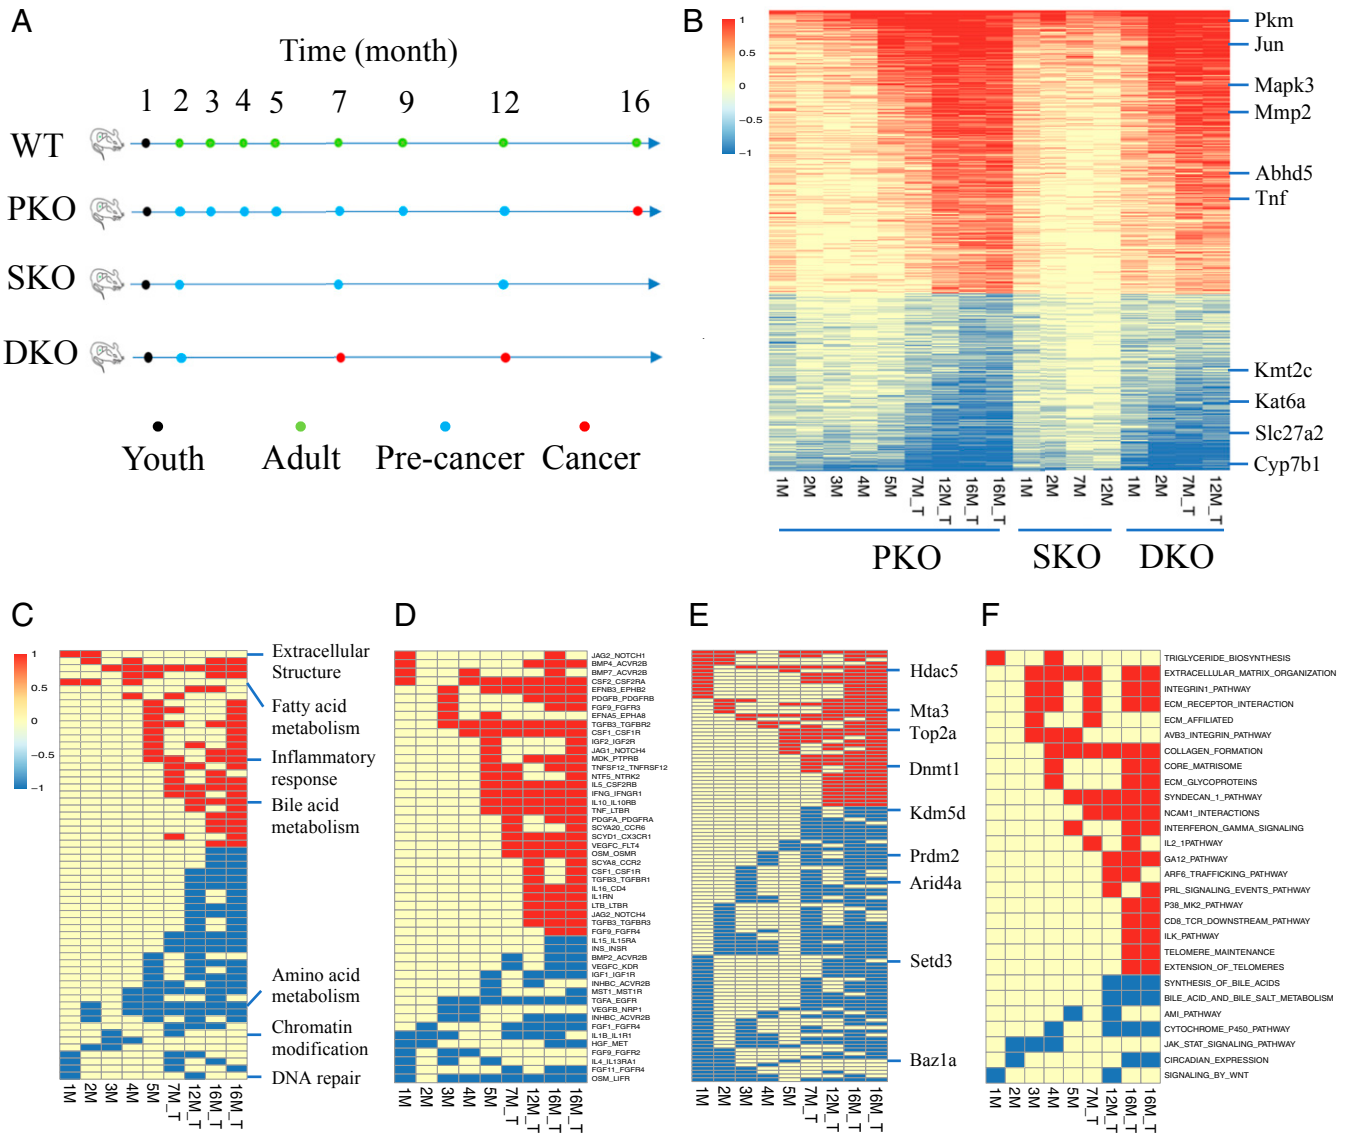 A
Time (month)
1 2 3 4 5 7 9 12 16
WT
PKO
SKO
DKO
Youth Adult Pre-cancer Cancer
B
1
0.5
0
−0.5
−1
Pkm
Jun
Mapk3
Mmp2
Abhd5
Tnf
Kmt2c
Kat6a
Slc27a2
Cyp7b1
1M 2M 3M 4M 5M 7M_T 12M_T 16M_T 16M_T 1M 2M 7M 12M 1M 2M 7M_T 12M_T
PKO SKO DKO
C
1
0.5
0
−0.5
−1
Extracellular
Structure
Fatty acid
metabolism
Inflammatory
response
Bile acid
metabolism
Amino acid
metabolism
Chromatin
modification
DNA repair
1M 2M 3M 4M 5M 7M_T 12M_T 16M_T 16M_T
D
JAG2_NOTCH1
BMP4_ACVR2B
BMP7_ACVR2B
CSF2_CSF2RA
EFNB3_EPHB2
PDGFB_PDGFRB
FGF9_FGFR3
EFNA5_EPHA8
TGFB3_TGFBR2
CSF1_CSF1R
IGF2_IGF2R
JAG1_NOTCH4
MDK_PTPRB
TNFSF12_TNFRSF12
NTF5_NTRK2
IL5_CSF2RB
IFNG_IFNGR1
IL10_IL10RB
TNF_LTBR
PDGFA_PDGFRA
SCYA20_CCR6
SCYD1_CX3CR1
VEGFC_FLT4
OSM_OSMR
SCYA8_CCR2
CSF1_CSF1R
TGFB3_TGFBR1
IL16_CD4
IL1RN
LTB_LTBR
JAG2_NOTCH4
TGFB3_TGFBR3
FGF9_FGFR4
IL15_IL15RA
INS_INSR
BMP2_ACVR2B
VEGFC_KDR
IGF1_IGF1R
INHBC_ACVR2B
MST1_MST1R
TGFA_EGFR
VEGFB_NRP1
INHBC_ACVR2B
FGF1_FGFR4
IL1B_IL1R1
HGF_MET
FGF9_FGFR2
IL4_IL13RA1
FGF11_FGFR4
OSM_LIFR
1M 2M 3M 4M 5M 7M_T 12M_T 16M_T 16M_T
E
Hdac5
Mta3
Top2a
Dnmt1
Kdm5d
Prdm2
Arid4a
Setd3
Baz1a
1M 2M 3M 4M 5M 7M_T 12M_T 16M_T 16M_T
F
TRIGLYCERIDE_BIOSYNTHESIS
EXTRACELLULAR_MATRIX_ORGANIZATION
INTEGRIN1_PATHWAY
ECM_RECEPTOR_INTERACTION
ECM_AFFILIATED
AVB3_INTEGRIN_PATHWAY
COLLAGEN_FORMATION
CORE_MATRISOME
ECM_GLYCOPROTEINS
SYNDECAN_1_PATHWAY
NCAM1_INTERACTIONS
INTERFERON_GAMMA_SIGNALING
IL2_1PATHWAY
GA12_PATHWAY
ARF6_TRAFFICKING_PATHWAY
PRL_SIGNALING_EVENTS_PATHWAY
P38_MK2_PATHWAY
CD8_TCR_DOWNSTREAM_PATHWAY
ILK_PATHWAY
TELOMERE_MAINTENANCE
EXTENSION_OF_TELOMERES
SYNTHESIS_OF_BILE_ACIDS
BILE_ACID_AND_BILE_SALT_METABOLISM
AMI_PATHWAY
CYTOCHROME_P450_PATHWAY
JAK_STAT_SIGNALING_PATHWAY
CIRCADIAN_EXPRESSION
SIGNALING_BY_WNT
1M 2M 3M 4M 5M 7M_T 12M_T 16M_T 16M_T